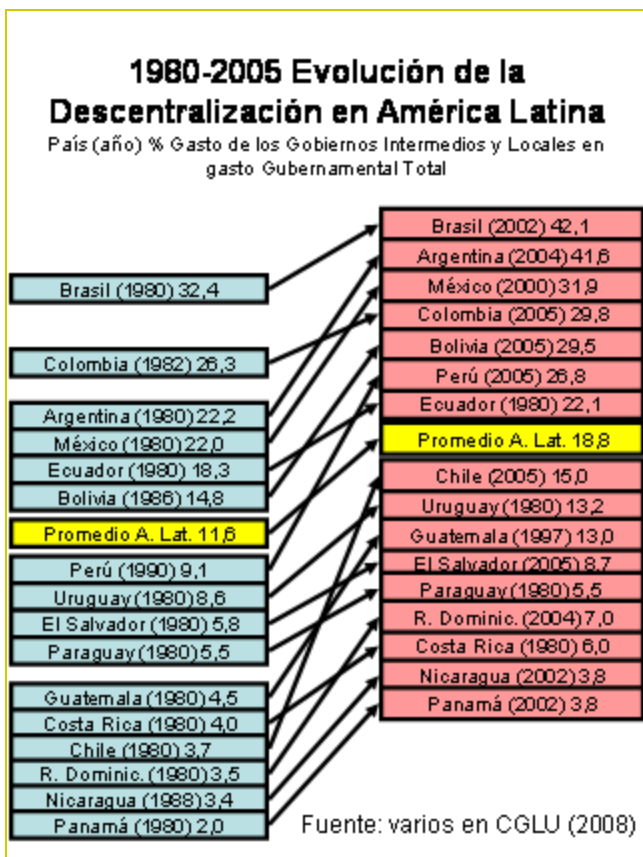 1980-2005 Evolución de la
Descentralización en América Latina
País (año) % Gasto de los Gobiernos Intermedios y Locales en
gasto Gubernamental Total
Brasil (1980) 32,4
Colombia (1982) 26,3
Argentina (1980) 22,2
México (1980) 22,0
Ecuador (1980) 18,3
Bolivia (1986) 14,8
Promedio A. Lat. 11,6
Perú (1990) 9,1
Uruguay (1980) 8,6
El Salvador (1980) 5,8
Paraguay (1980) 5,5
Guatemala (1980) 4,5
Costa Rica (1980) 4,0
Chile (1980) 3,7
R. Dominic. (1980) 3,5
Nicaragua (1988) 3,4
Panamá (1980) 2,0
Brasil (2002) 42,1
Argentina (2004) 41,6
México (2000) 31,9
Colombia (2005) 29,8
Bolivia (2005) 29,5
Perú (2005) 26,8
Ecuador (1980) 22,1
Promedio A. Lat. 18,8
Chile (2005) 15,0
Uruguay (1980) 13,2
Guatemala (1997) 13,0
El Salvador (2005) 8,7
Paraguay (1980) 5,5
R. Dominic. (2004) 7,0
Costa Rica (1980) 6,0
Nicaragua (2002) 3,8
Panamá (2002) 3,8
Fuente: varios en CGLU (2008)